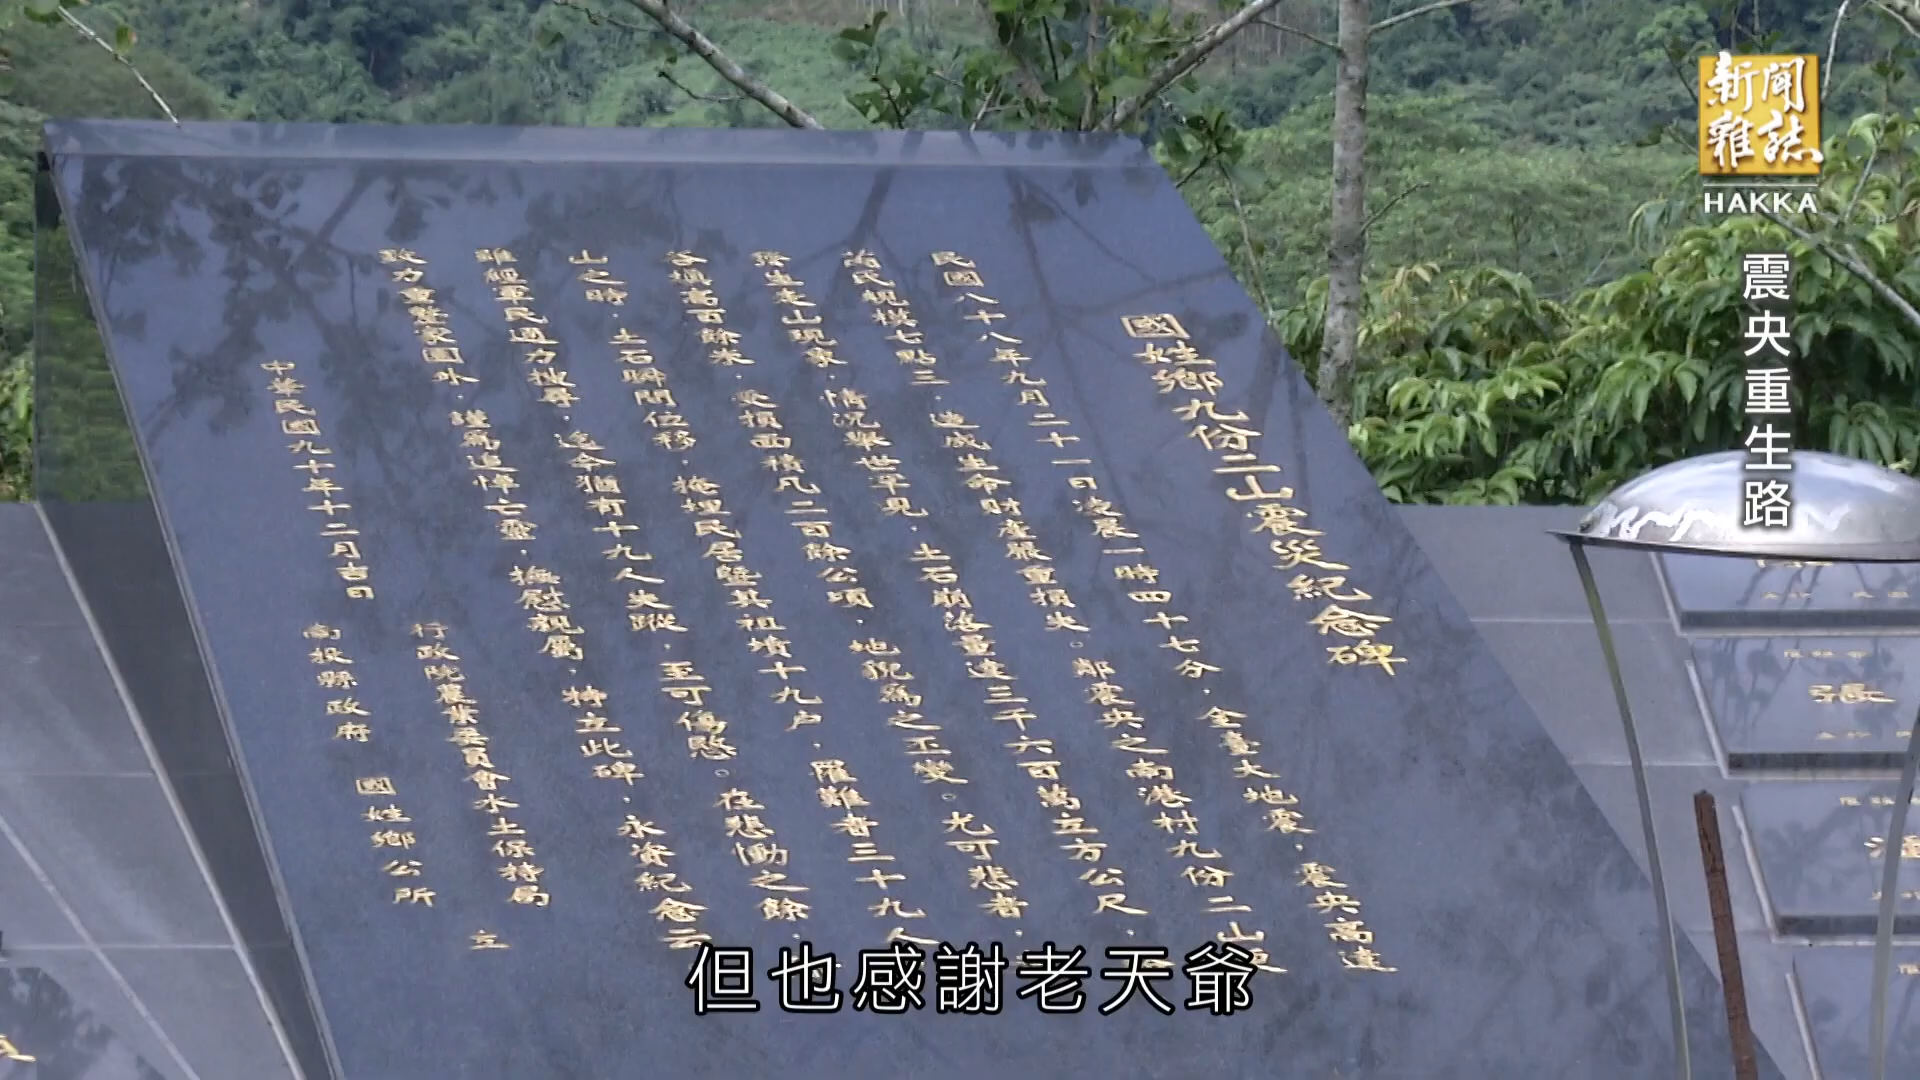 新聞
雜誌
HAKKA
震央重生路
國姓鄉九份二山震災紀念碑
民國八十八年九月二十一日凌晨一時四十七分，全臺大地震，震央高達
芮氏規模七點三，造成生命財產嚴重損失。鄰震央之南港村九份二山更
發生走山現象，情況舉世罕見，土石崩落量達三千六百萬立方公尺，
谷填高百餘米，受損面積凡二百餘公頃，地貌為之丕變。尤可悲者，
山之時，土石瞬間位移，掩埋民居暨其祖墳十九戶，罹難者三十九人
雖經軍民通力搜尋，迄今猶有十九人失蹤，至可傷愍。在悲慟之餘，
致力重整家園外，謹為追悼亡靈，撫慰親屬，特立此碑，永資紀念云
行政院農業委員會水土保持局
中華民國九十年十二月吉日　南投縣政府　國姓鄉公所
立
張
但也感謝老天爺